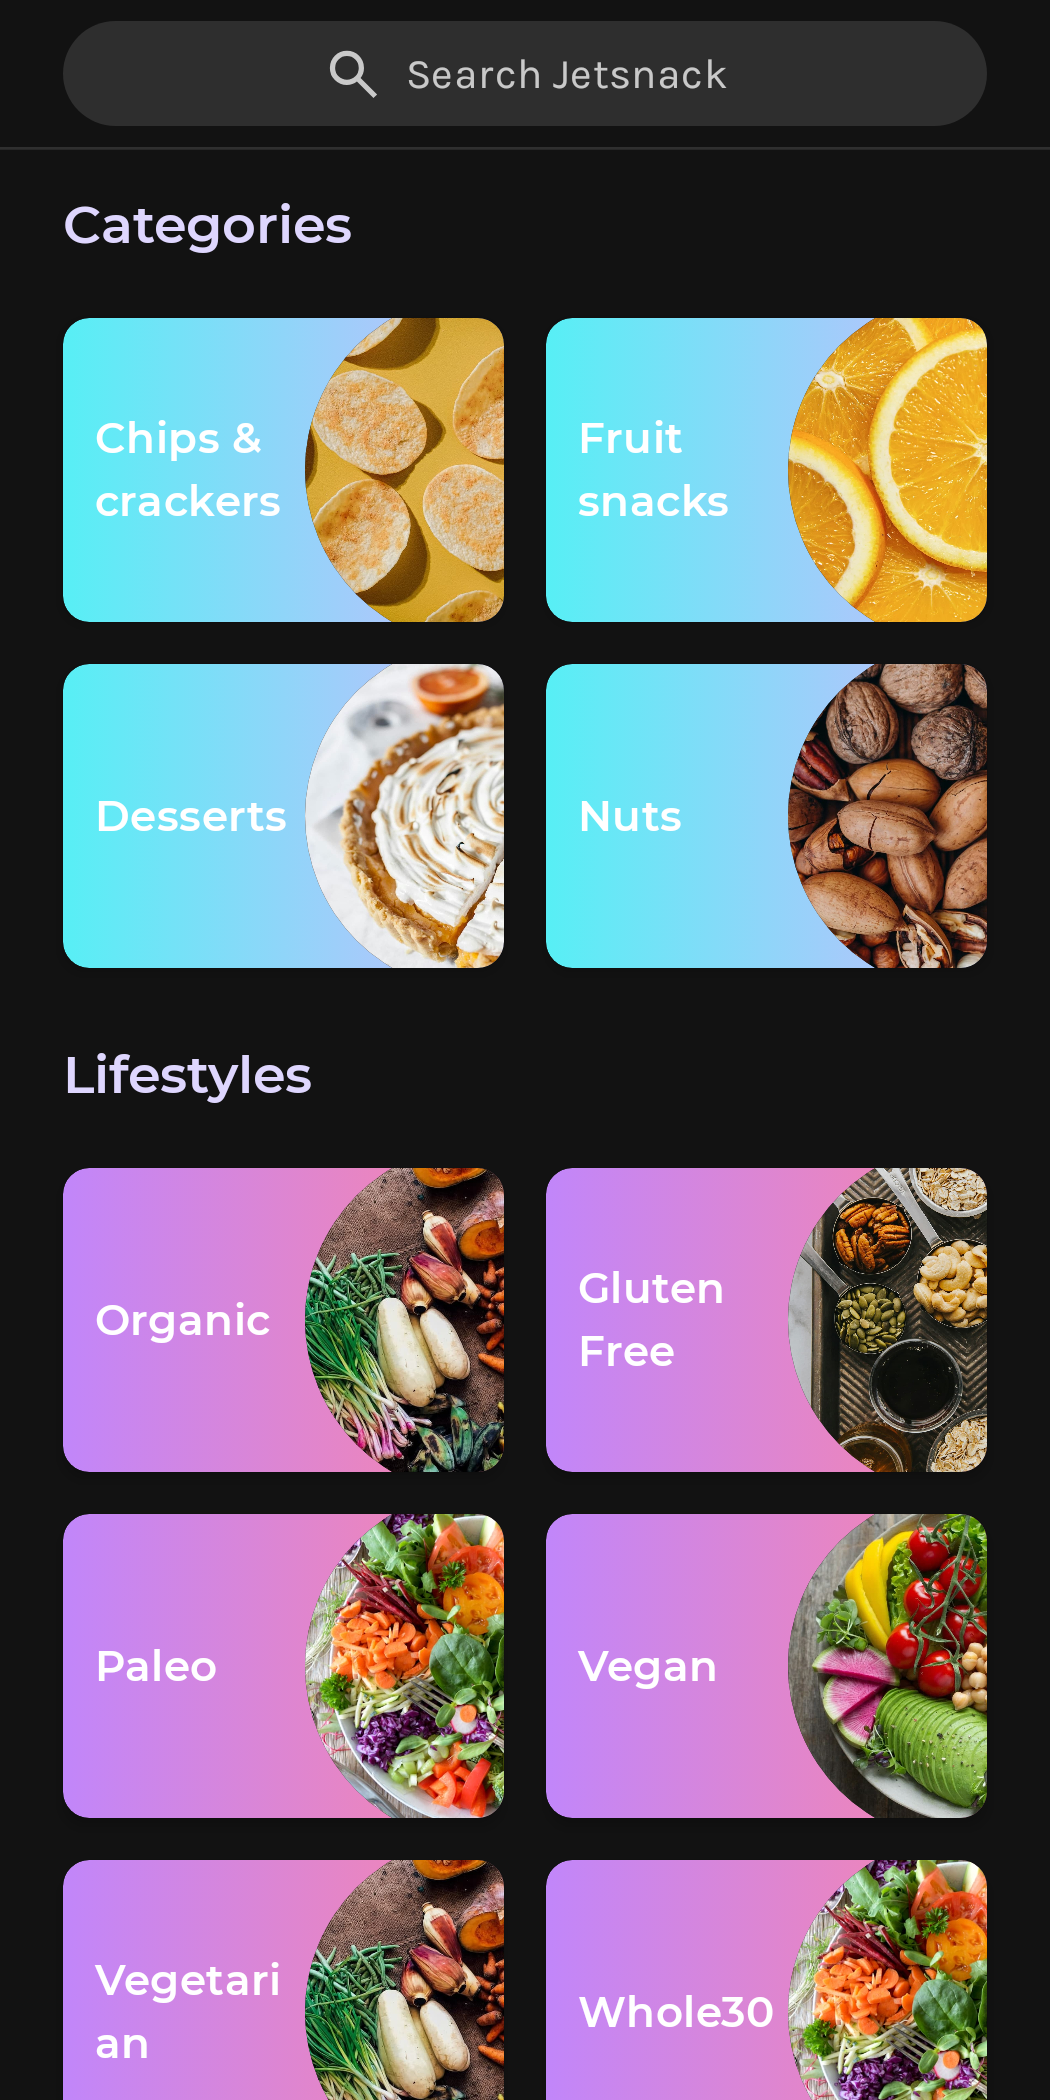 Search Jetsnack
Categories
Chips &
crackers
Fruit
snacks
Desserts
Nuts
Lifestyles
Organic
Gluten
Free
Paleo
Vegan
Vegetari
an
Whole30